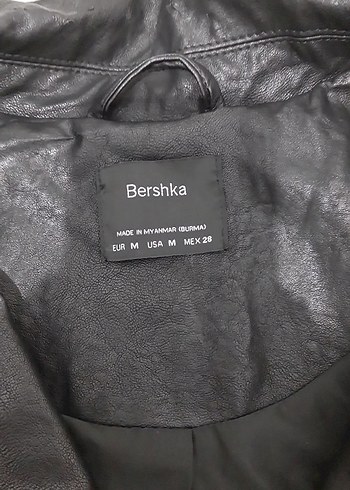 Bershka
MADE IN MYANMAR (BURMA)
EUR M USA M MEX 28